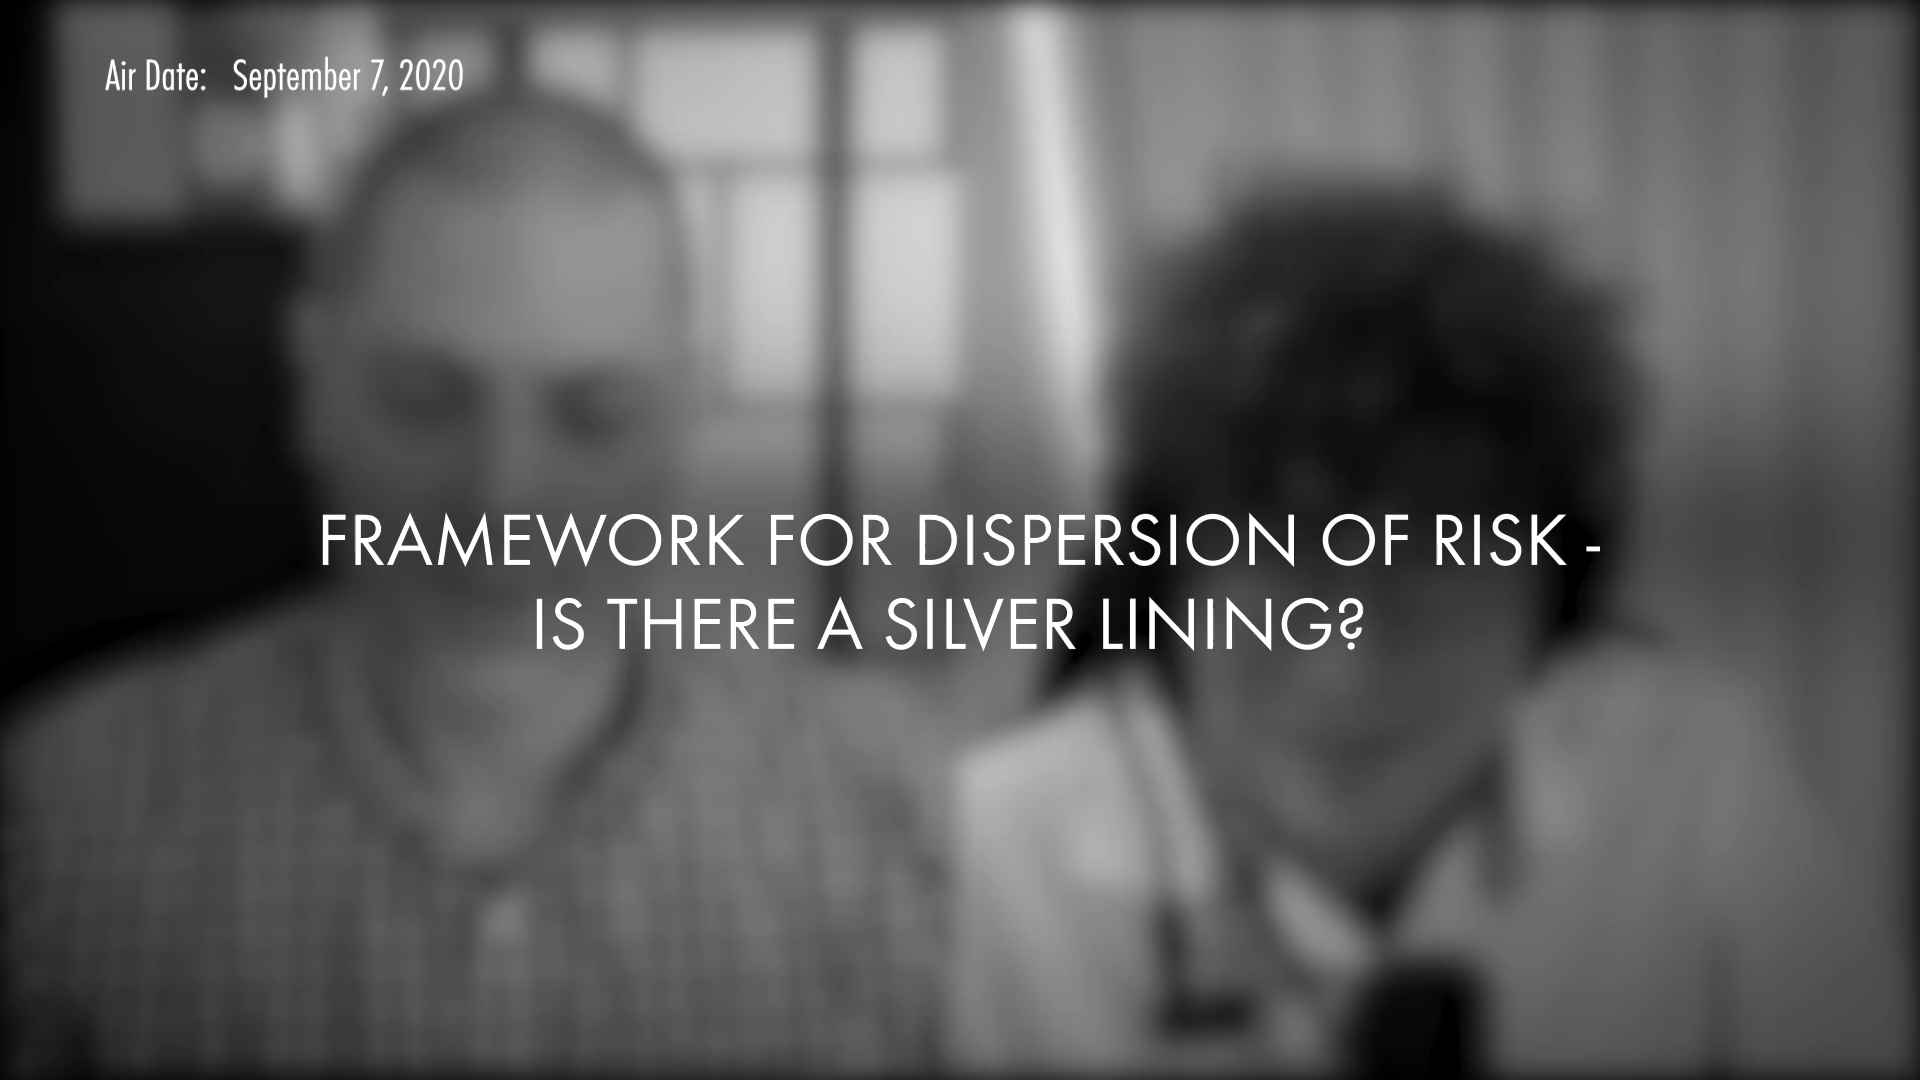 Air Date: September 7, 2020
FRAMEWORK FOR DISPERSION OF RISK -
IS THERE A SILVER LINING?